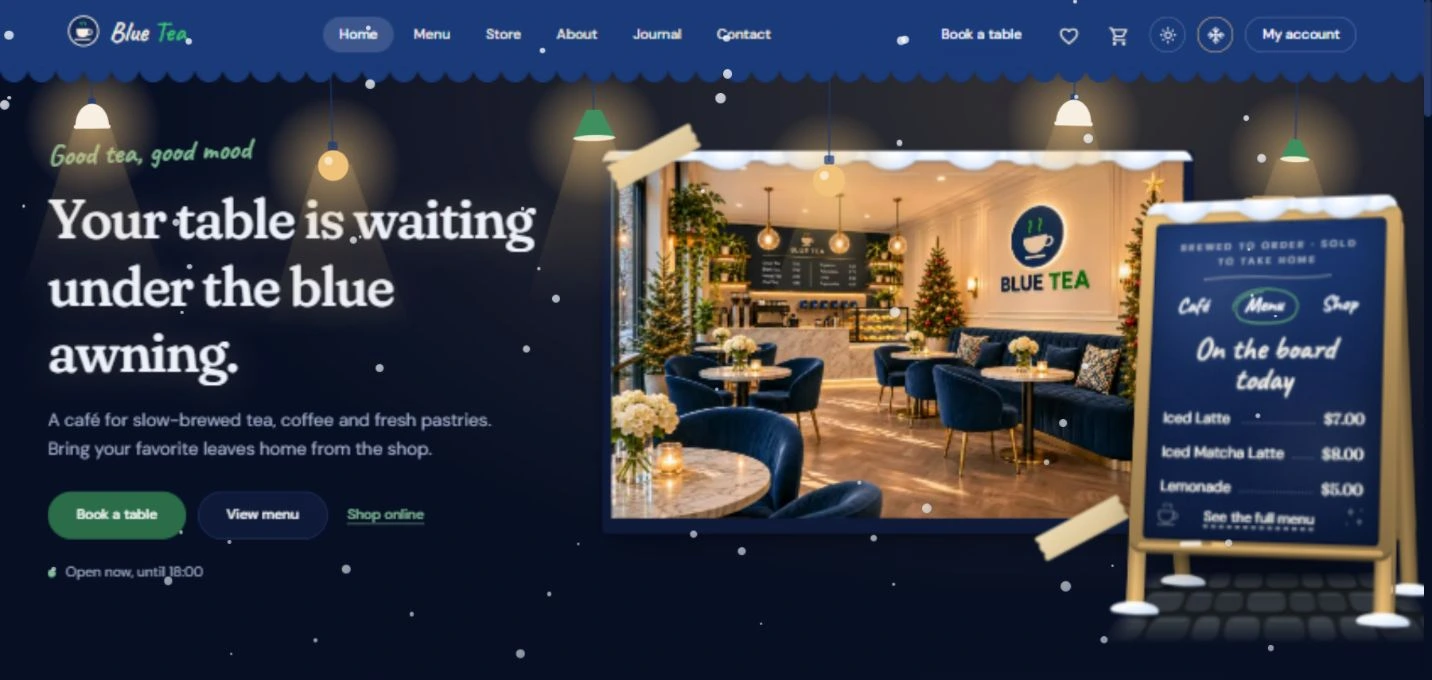 Blue Tea
Home Menu Store About Journal Contact
Book a table
My account
Good tea, good mood
Your table is waiting
under the blue
awning.
A café for slow-brewed tea, coffee and fresh pastries.
Bring your favorite leaves home from the shop.
Book a table
View menu
Shop online
Open now, until 18:00
BLUE TEA
BLUE TEA
BREWED TO ORDER · SOLD
TO TAKE HOME
Café Menu Shop
On the board
today
Iced Latte $7.00
Iced Matcha Latte $8.00
Lemonade $5.00
See the full menu